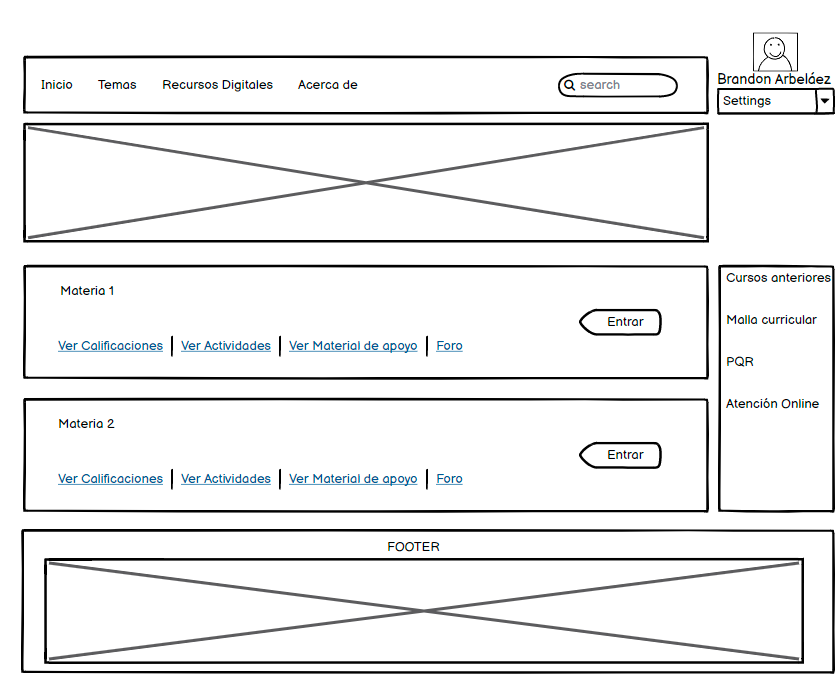 Inicio Temas Recursos Digitales Acerca de search
Brandon Arbeláez
Settings
Materia 1
Entrar
Ver Calificaciones Ver Actividades Ver Material de apoyo Foro
Materia 2
Entrar
Ver Calificaciones Ver Actividades Ver Material de apoyo Foro
Cursos anteriores
Malla curricular
PQR
Atención Online
FOOTER